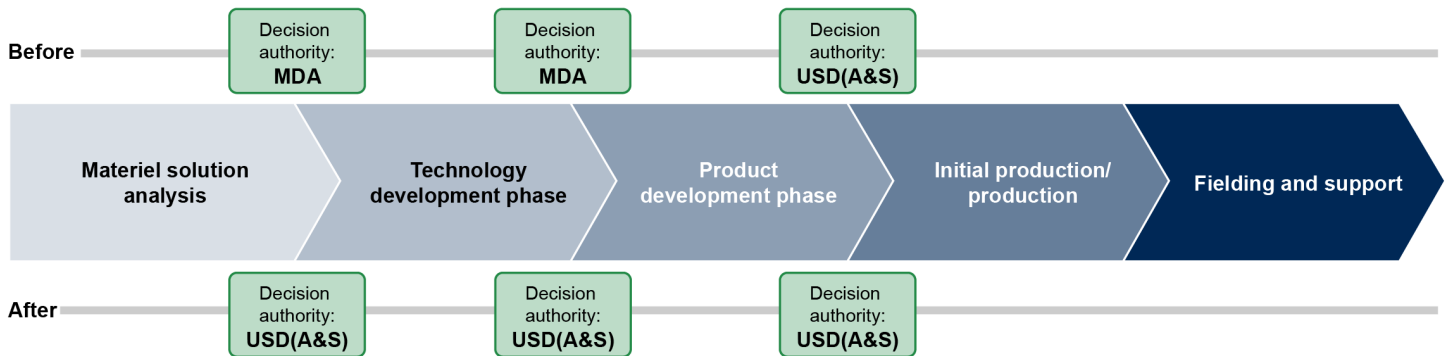 Before
Decision
authority:
MDA
Decision
authority:
MDA
Decision
authority:
USD(A&S)
Materiel solution
analysis
Technology
development phase
Product
development phase
Initial production/
production
Fielding and support
After
Decision
authority:
USD(A&S)
Decision
authority:
USD(A&S)
Decision
authority:
USD(A&S)